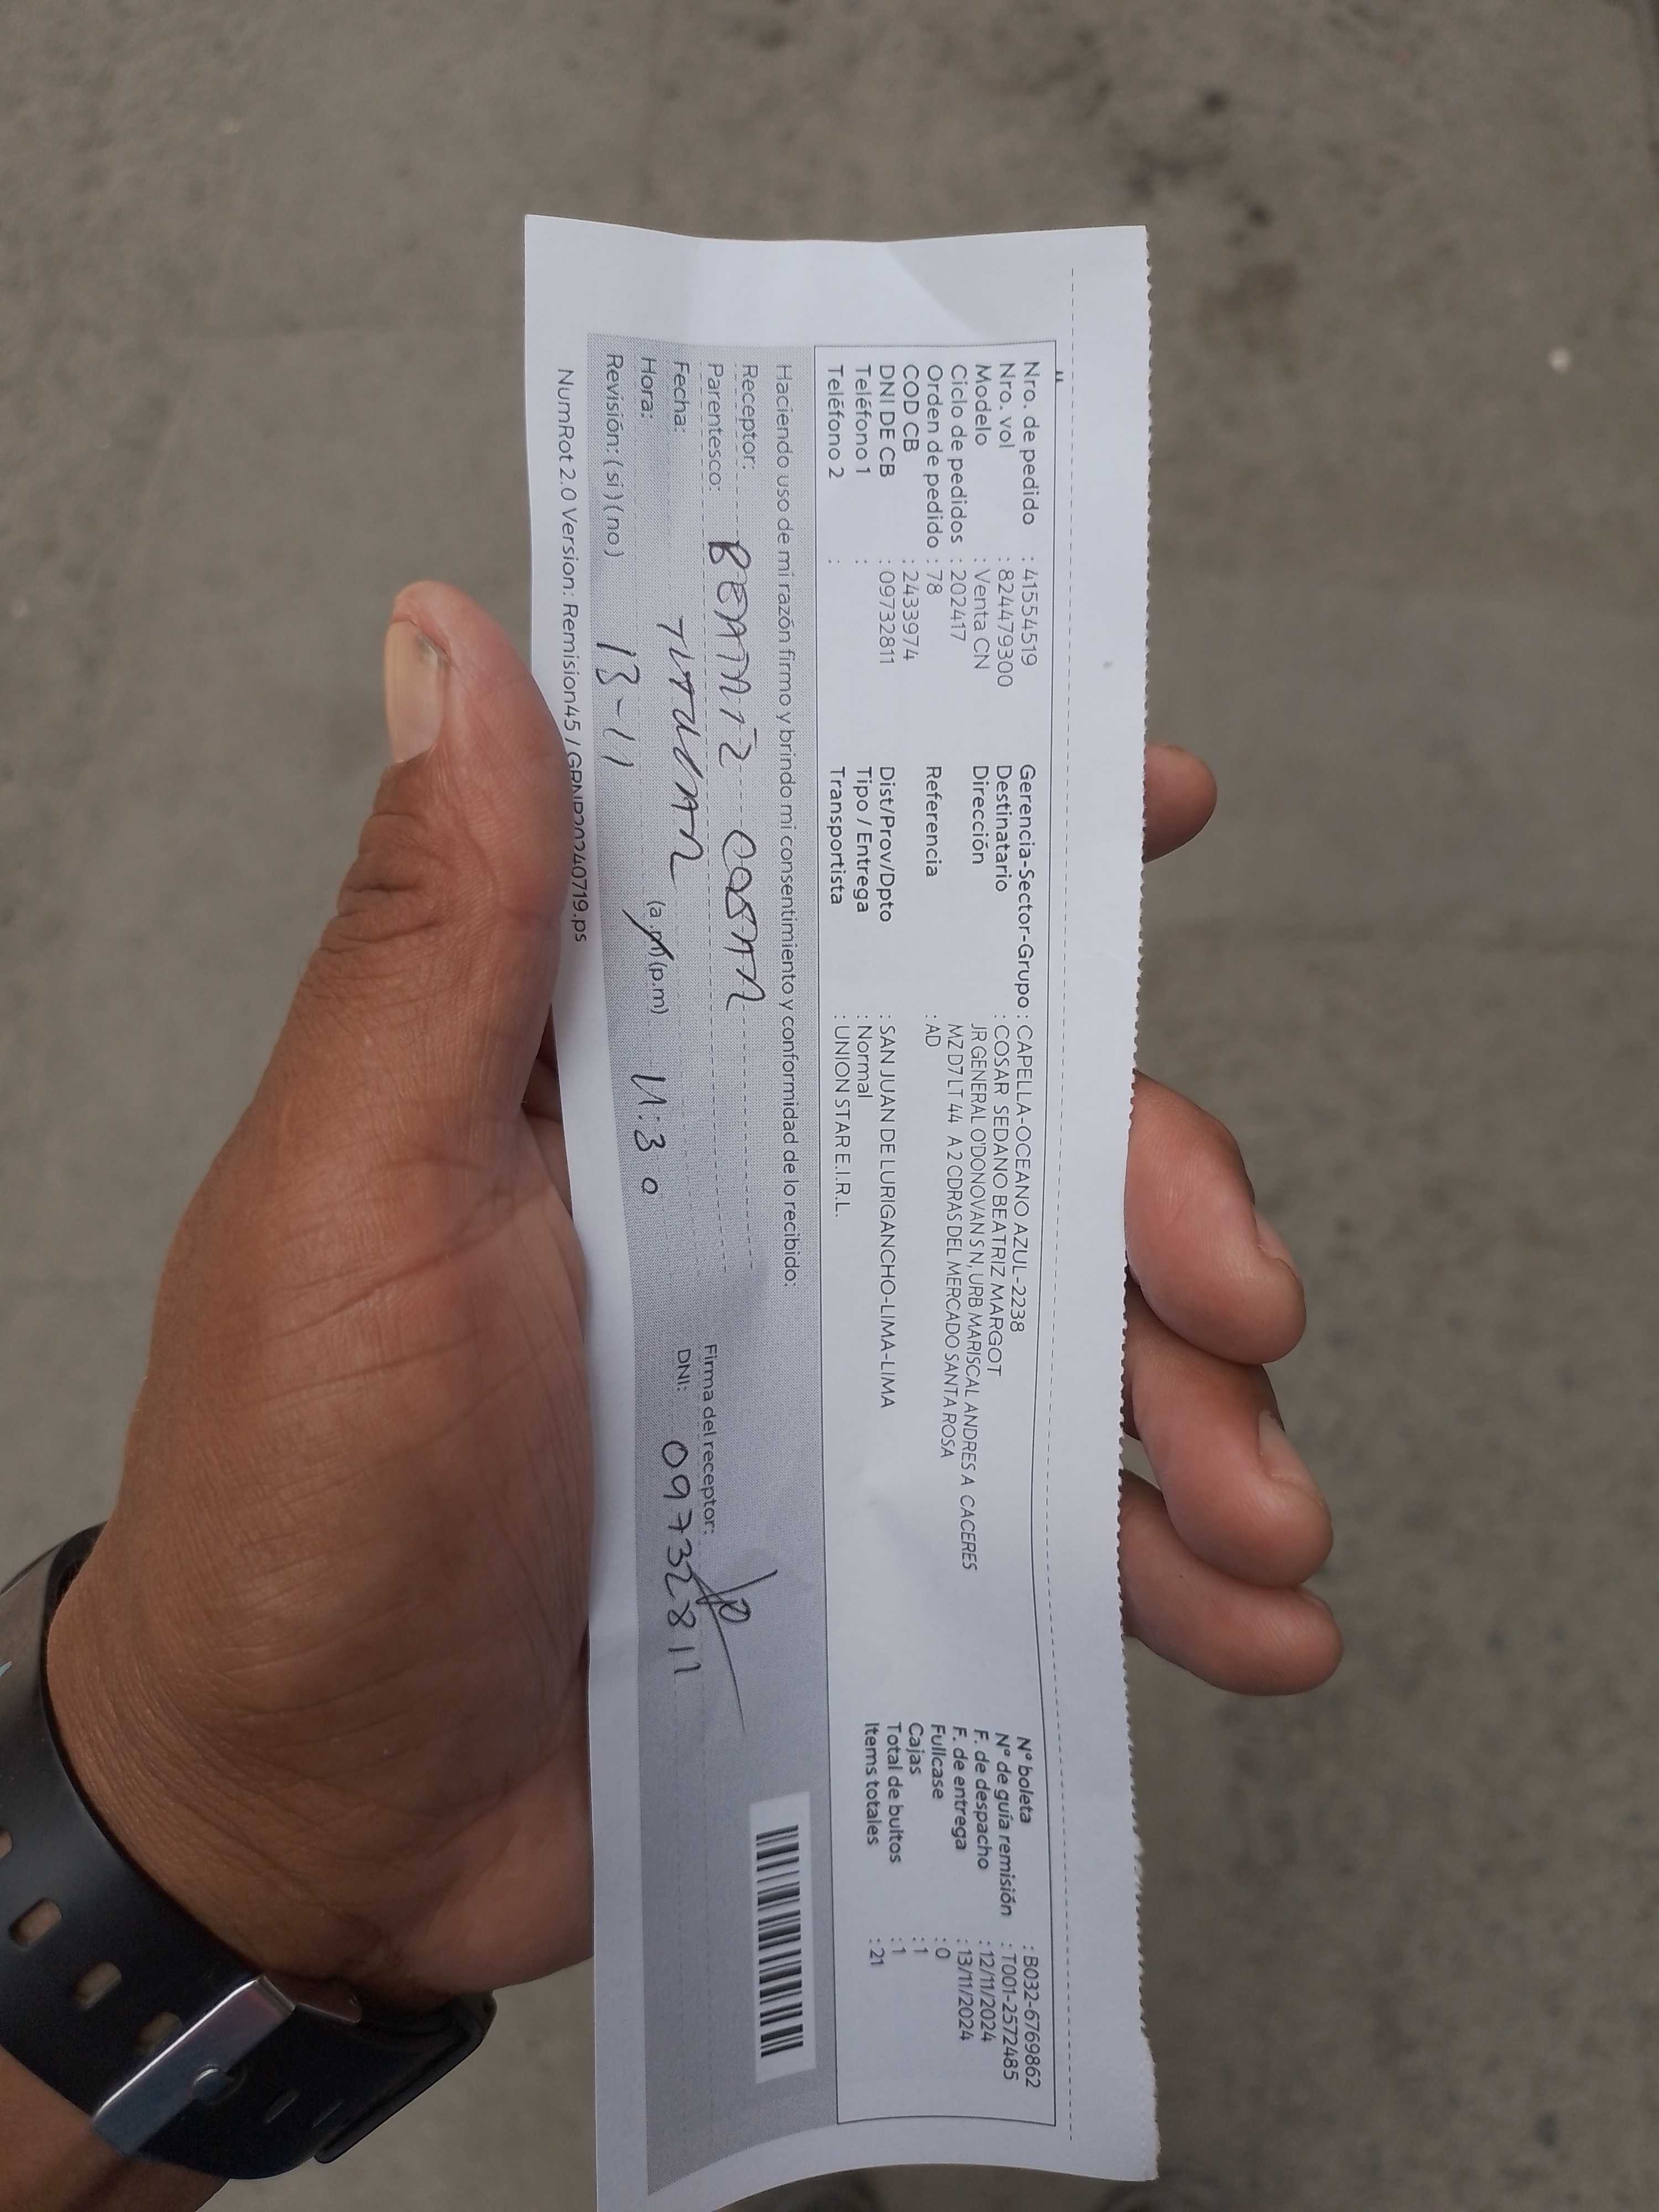 Nro. de pedido : 41554519
Nro. vol : 824479300
Modelo : Venta CN
Ciclo de pedidos : 202417
Orden de pedido : 78
COD CB : 2433974
DNI DE CB : 09732811
Teléfono 1 :
Teléfono 2 :
Gerencia-Sector-Grupo : CAPELLA-OCEANO AZUL-2238
Destinatario : COSAR SEDANO BEATRIZ MARGOT
Dirección JR GENERAL O'DONOVAN S N, URB MARISCAL ANDRES A CACERES
MZ D7 LT 44 A 2 CDRAS DEL MERCADO SANTA ROSA
Referencia : AD
Dist/Prov/Dpto : SAN JUAN DE LURIGANCHO-LIMA-LIMA
Tipo / Entrega : Normal
Transportista : UNION STAR E.I.R.L.
N° boleta : B032-6769862
N° de guía remisión : T001-2572485
F. de despacho : 12/11/2024
F. de entrega : 13/11/2024
Fullcase : 0
Cajas : 1
Total de bultos : 1
Items totales : 21
Haciendo uso de mi razón firmo y brindo mi consentimiento y conformidad de lo recibido:
Receptor: BEATRIZ COSAR
Parentesco: TITULAR
Fecha: 13-11
Hora: (a.m) (p.m) 11:30
Revisión: (si) (no)
Firma del receptor:
DNI: 09732811
NumRot 2.0 Version: Remision45 / GRNP20240719.ps